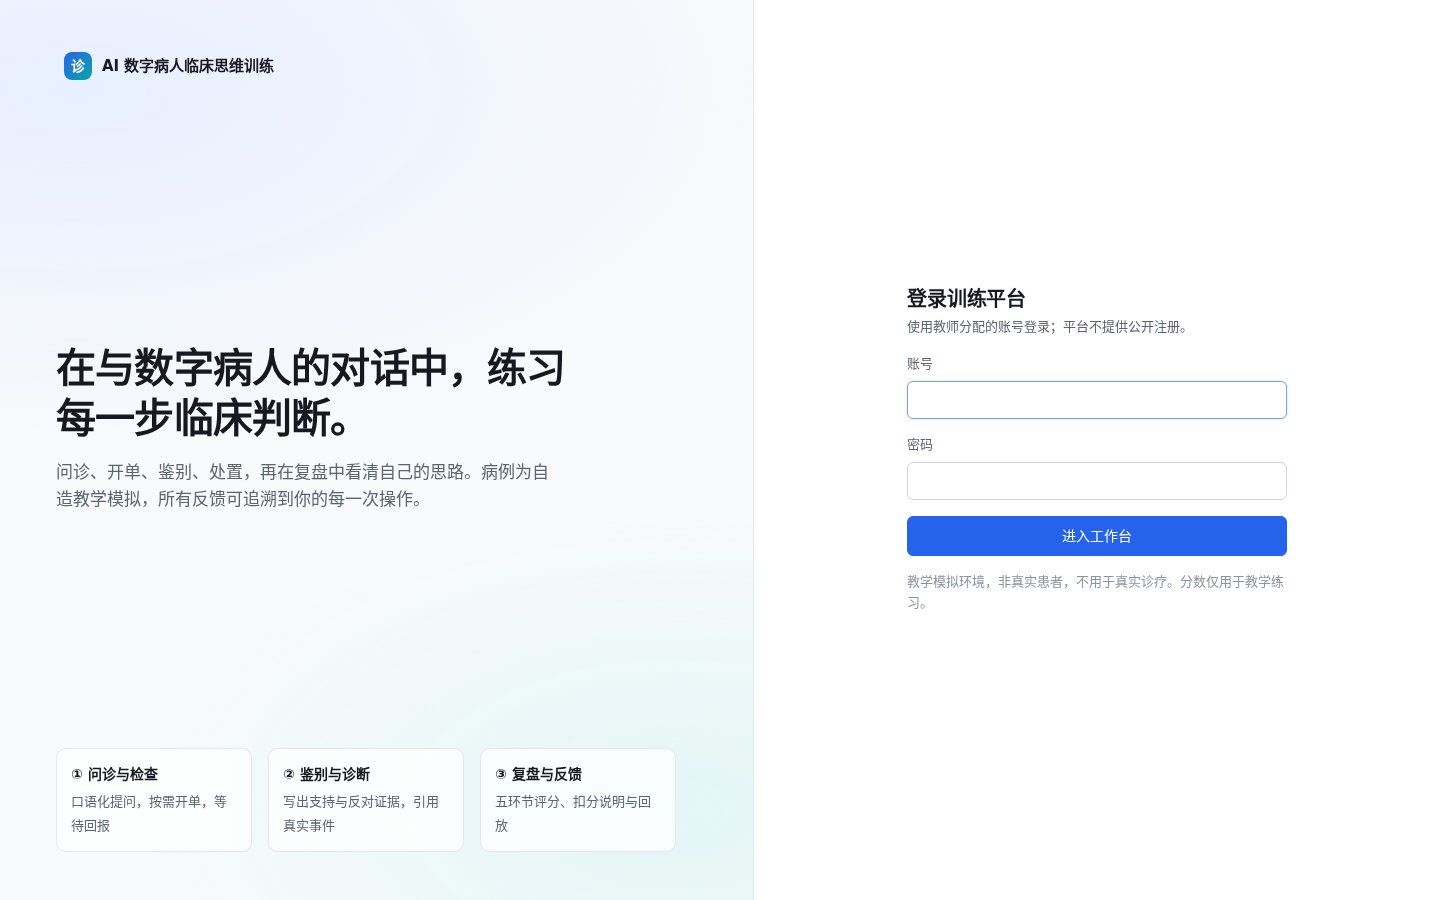 诊 AI 数字病人临床思维训练
在与数字病人的对话中，练习
每一步临床判断。
问诊、开单、鉴别、处置，再在复盘中看清自己的思路。病例为自
造教学模拟，所有反馈可追溯到你的每一次操作。
① 问诊与检查
口语化提问，按需开单，等
待回报
② 鉴别与诊断
写出支持与反对证据，引用
真实事件
③ 复盘与反馈
五环节评分、扣分说明与回
放
登录训练平台
使用教师分配的账号登录；平台不提供公开注册。
账号
密码
进入工作台
教学模拟环境，非真实患者，不用于真实诊疗。分数仅用于教学练
习。